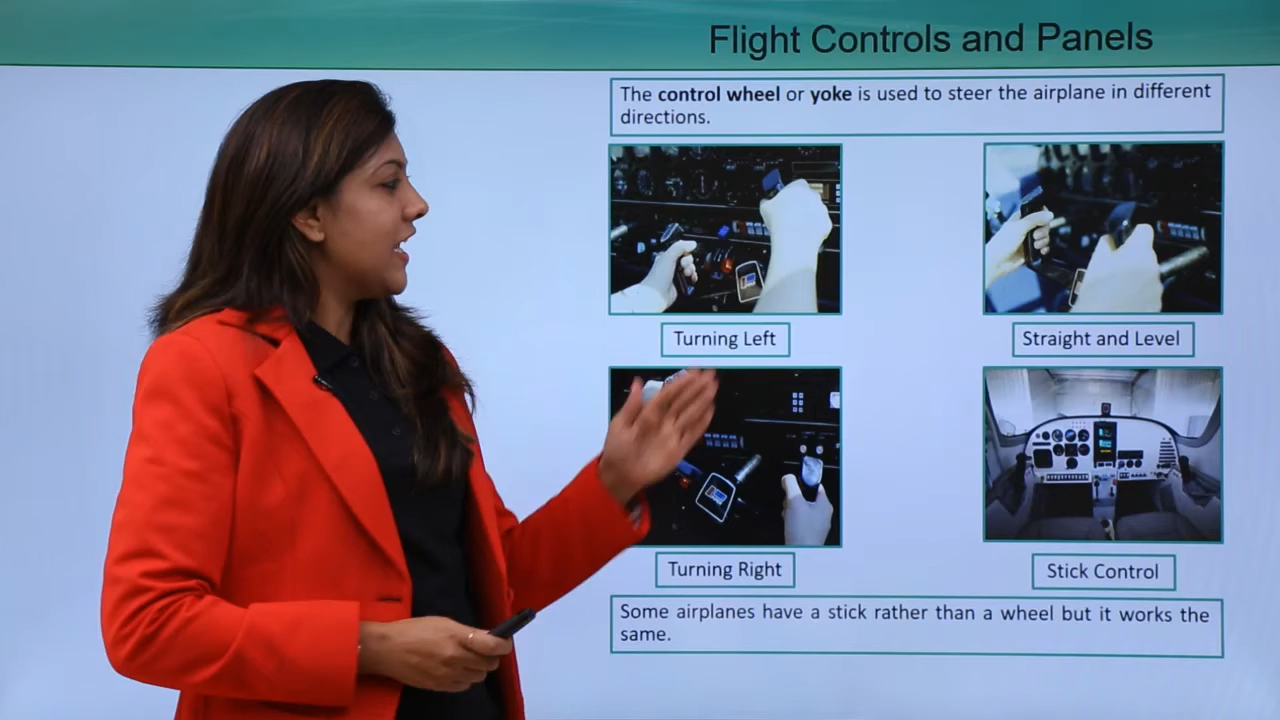 Flight Controls and Panels
The control wheel or yoke is used to steer the airplane in different
directions.
Turning Left
Straight and Level
Turning Right
Stick Control
Some airplanes have a stick rather than a wheel but it works the
same.